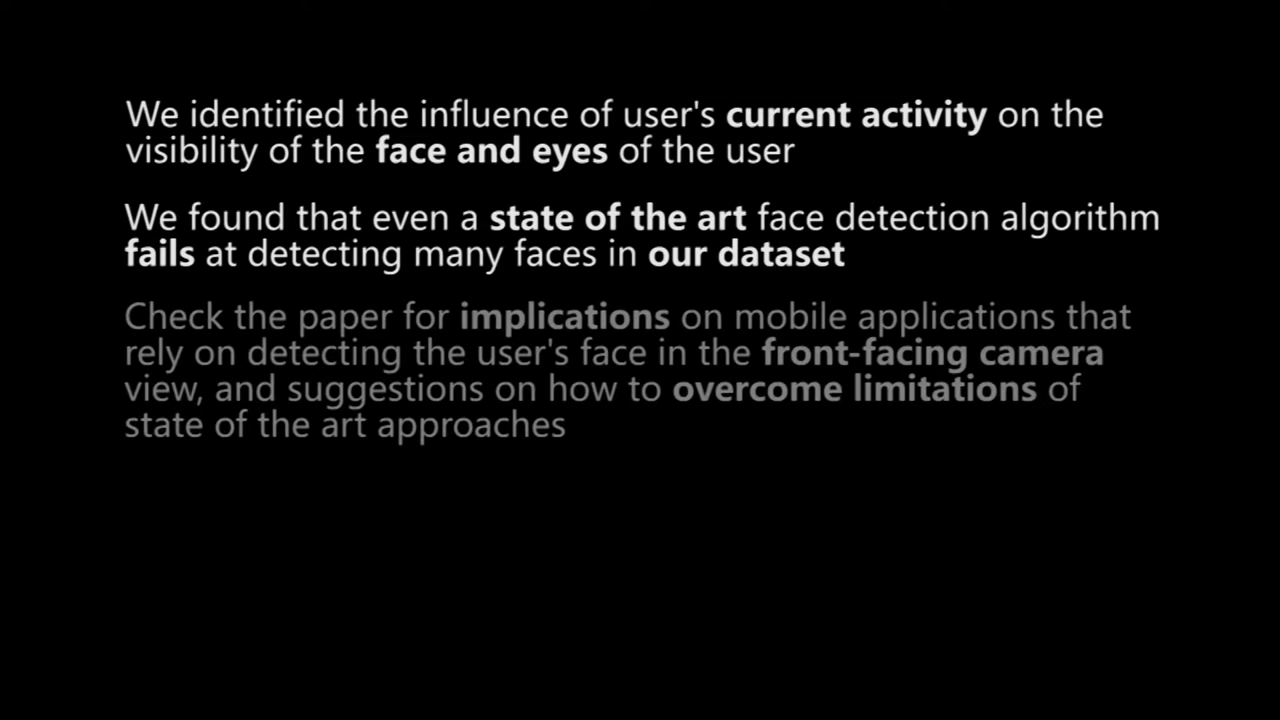 We identified the influence of user's current activity on the
visibility of the face and eyes of the user
We found that even a state of the art face detection algorithm
fails at detecting many faces in our dataset
Check the paper for implications on mobile applications that
rely on detecting the user's face in the front-facing camera
view, and suggestions on how to overcome limitations of
state of the art approaches